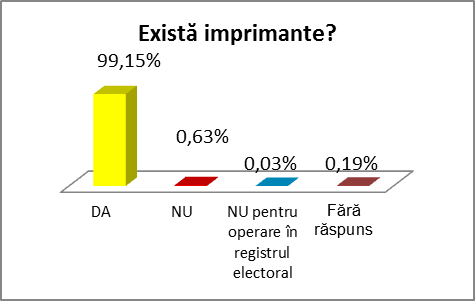 Există imprimante?
99,15%
0,63%
0,03%
0,19%
DA
NU
NU pentru
operare în
registrul
electoral
Fără
răspuns